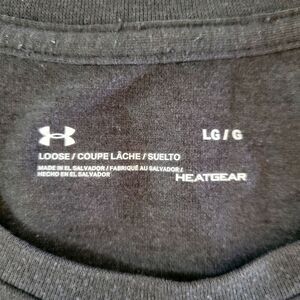 LG / G
LOOSE / COUPE LÂCHE / SUELTO
MADE IN EL SALVADOR / FABRIQUÉ AU SALVADOR /
HECHO EN EL SALVADOR
HEATGEAR